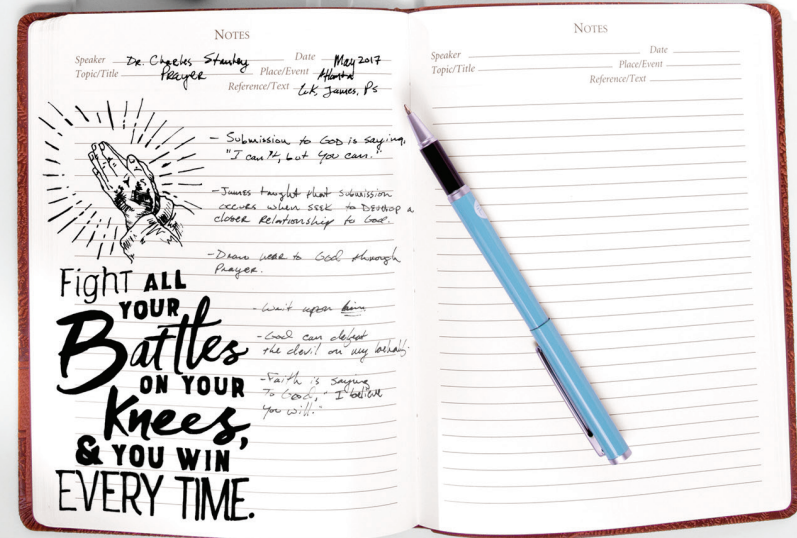 NOTES
Speaker Dr. Charles Stanley Date May 2017
Topic/Title Prayer Place/Event Atlanta
Reference/Text Luk, James, Ps
- Submission to GOD is saying,
"I can't, but You can."
- James taught that submission
occurs when seek to Develop a
closer Relationship to God.
- Draw near to God through
Prayer.
- Wait upon him
- God can defeat
the devil on my behalf.
- Faith is saying
To God, "I believe
you will."
FighT ALL
YOUR
Battles
ON YOUR
Knees,
& YOU WIN
EVERY TIME.
NOTES
Speaker Date
Topic/Title Place/Event
Reference/Text